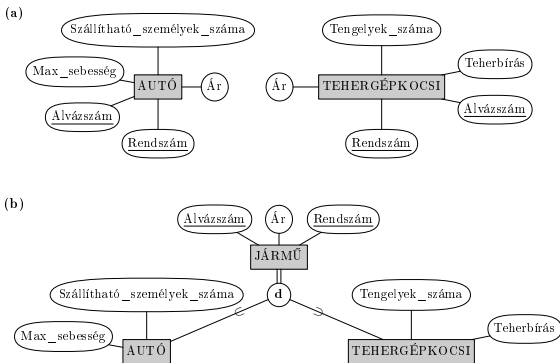 (a)
Szállítható_személyek_száma
Tengelyek_száma
Max_sebesség
Teherbírás
AUTÓ
Ár
Ár
TEHERGÉPKOCSI
Alvázszám
Alvázszám
Rendszám
Rendszám
(b)
Alvázszám
Ár
Rendszám
JÁRMŰ
Szállítható_személyek_száma
d
Tengelyek_száma
Max_sebesség
Teherbírás
AUTÓ
TEHERGÉPKOCSI